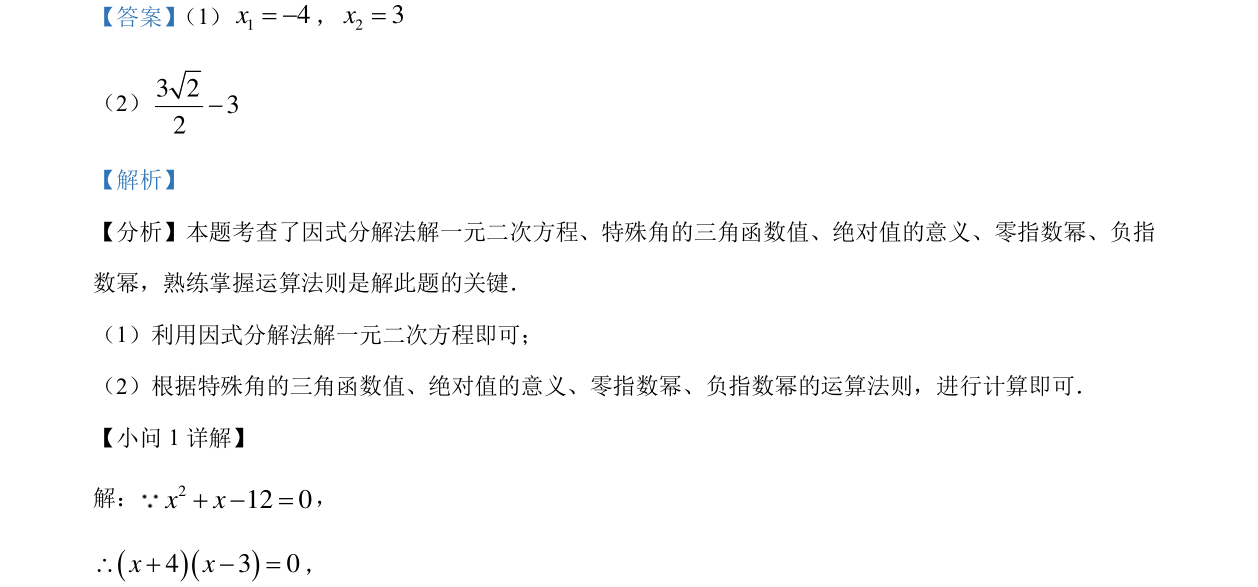 【答案】（1）x₁ = −4，x₂ = 3
（2）\frac{3\sqrt{2}}{2} − 3
【解析】
【分析】本题考查了因式分解法解一元二次方程、特殊角的三角函数值、绝对值的意义、零指数幂、负指
数幂，熟练掌握运算法则是解此题的关键．
（1）利用因式分解法解一元二次方程即可；
（2）根据特殊角的三角函数值、绝对值的意义、零指数幂、负指数幂的运算法则，进行计算即可．
【小问 1 详解】
解：∵ x² + x − 12 = 0，
∴(x + 4)(x − 3) = 0，